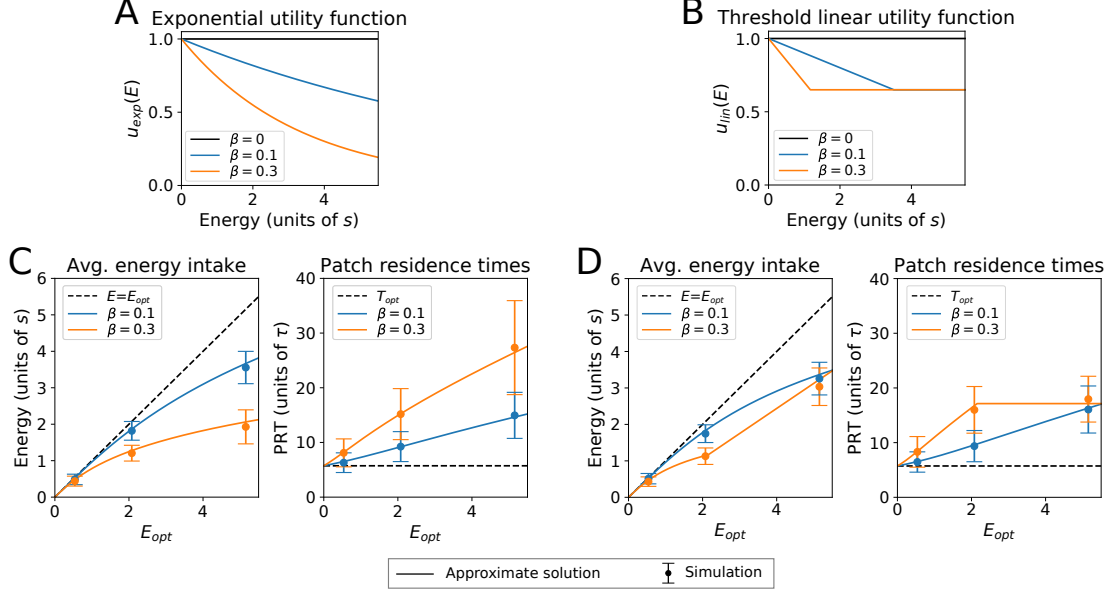 A
Exponential utility function
u_exp(E)
1.0
0.5
0.0
β = 0
β = 0.1
β = 0.3
0
2
4
Energy (units of s)
B
Threshold linear utility function
u_lin(E)
1.0
0.5
0.0
β = 0
β = 0.1
β = 0.3
0
2
4
Energy (units of s)
C
Avg. energy intake
Energy (units of s)
6
5
4
3
2
1
0
E=E_opt
β = 0.1
β = 0.3
0
2
4
E_opt
Patch residence times
PRT (units of τ)
40
30
20
10
0
T_opt
β = 0.1
β = 0.3
0
2
4
E_opt
D
Avg. energy intake
Energy (units of s)
6
5
4
3
2
1
0
E=E_opt
β = 0.1
β = 0.3
0
2
4
E_opt
Patch residence times
PRT (units of τ)
40
30
20
10
0
T_opt
β = 0.1
β = 0.3
0
2
4
E_opt
Approximate solution
Simulation